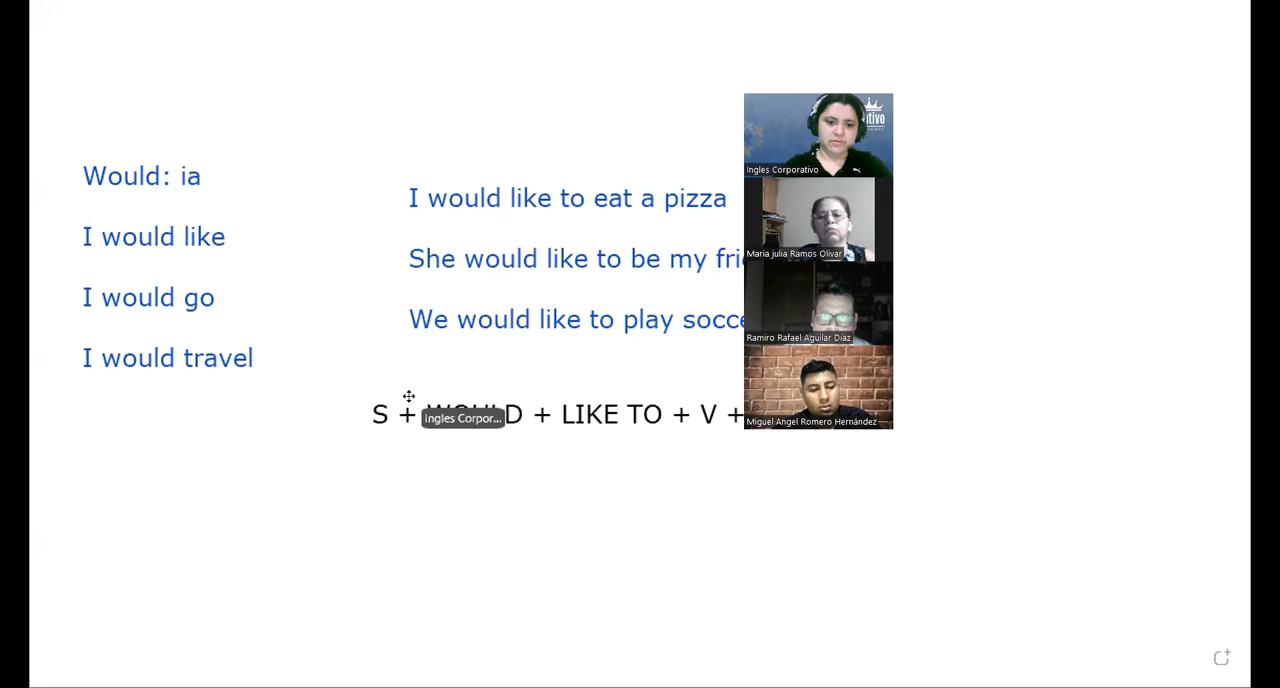 Would: ia
I would like
I would go
I would travel
I would like to eat a pizza
She would like to be my
We would like to play
S + + LIKE TO + V +
Ingles Corpor...
Ingles Corporativo
Maria julia Ramos Olivar
Ramiro Rafael Aguilar Díaz
Miguel Angel Romero Hernández